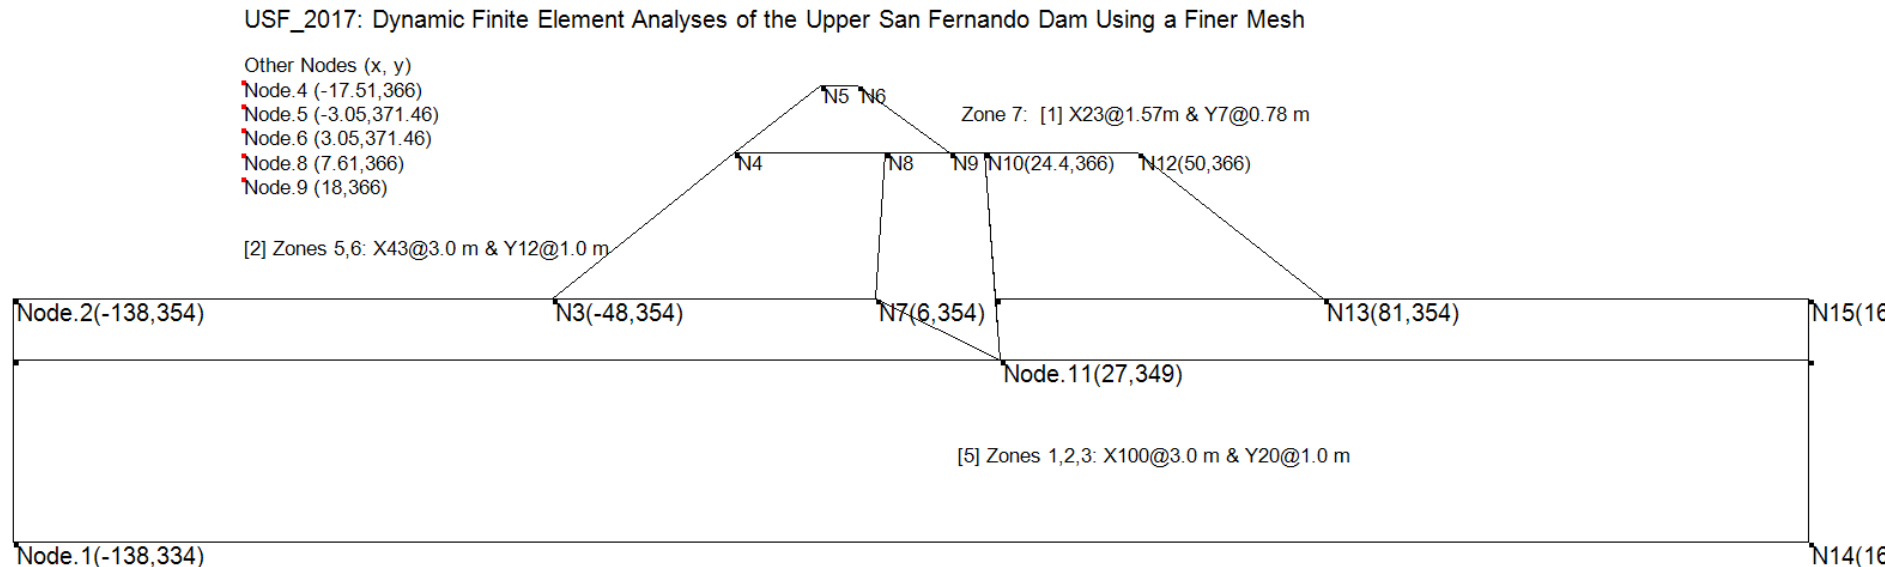 USF_2017: Dynamic Finite Element Analyses of the Upper San Fernando Dam Using a Finer Mesh
Other Nodes (x, y)
Node.4 (-17.51,366)
Node.5 (-3.05,371.46)
Node.6 (3.05,371.46)
Node.8 (7.61,366)
Node.9 (18,366)
N5 N6
Zone 7: [1] X23@1.57m & Y7@0.78 m
N4 N8 N9 N10(24.4,366) N12(50,366)
[2] Zones 5,6: X43@3.0 m & Y12@1.0 m
Node.2(-138,354) N3(-48,354) N7(6,354) N13(81,354) N15(16
Node.11(27,349)
[5] Zones 1,2,3: X100@3.0 m & Y20@1.0 m
Node.1(-138,334) N14(16